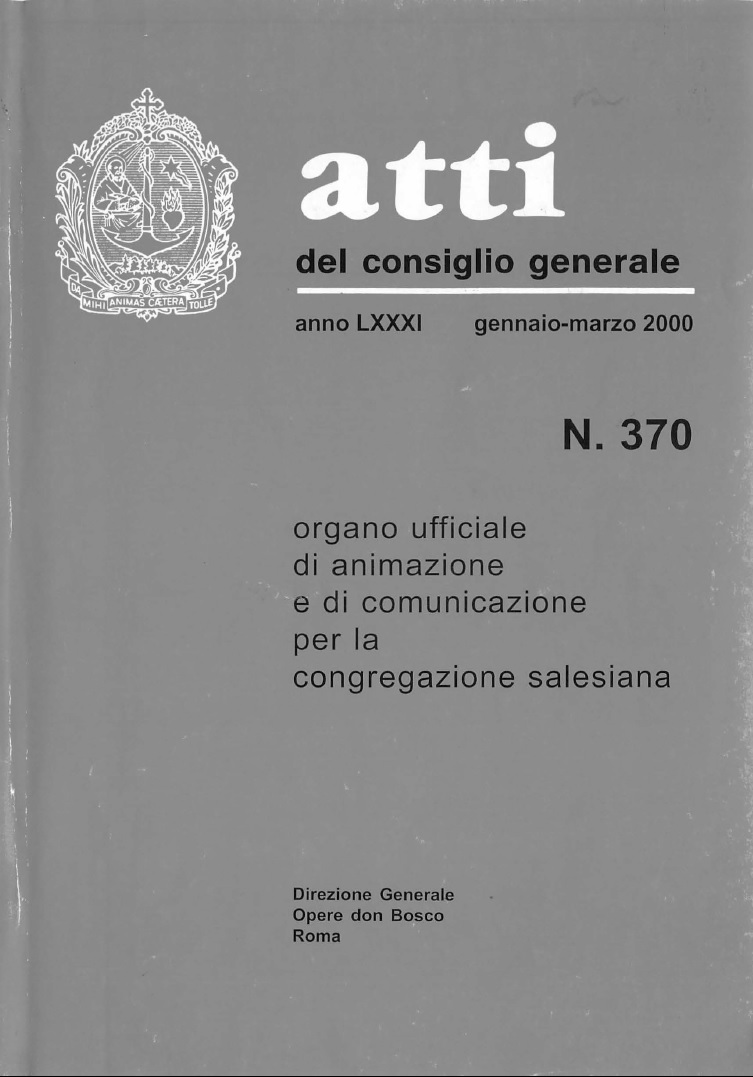 atti
del consiglio generale
anno LXXXI gennaio-marzo 2000
N. 370
DA MIHI ANIMAS CÆTERA TOLLE
organo ufficiale
di animazione
e di comunicazione
per la
congregazione salesiana
Direzione Generale
Opere don Bosco
Roma